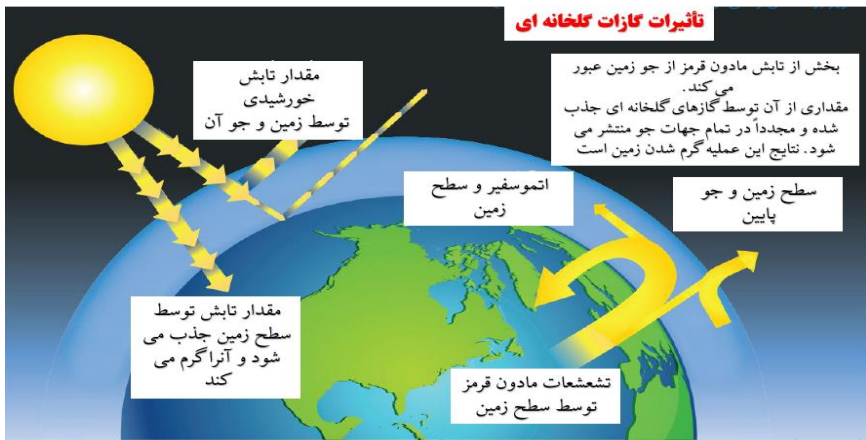 تأثیرات گازات گلخانه ای
بخش از تابش مادون قرمز از جو زمین عبور
می کند.
مقداری از آن توسط گازهای گلخانه ای جذب
شده و مجدداً در تمام جهات جو منتشر می
شود. نتایج این عملیه گرم شدن زمین است
مقدار تابش
خورشیدی
توسط زمین و جو آن
اتموسفیر و سطح
زمین
سطح زمین و جو
پایین
مقدار تابش توسط
سطح زمین جذب می
شود و آنرا گرم می
کند
تشعشعات مادون قرمز
توسط سطح زمین